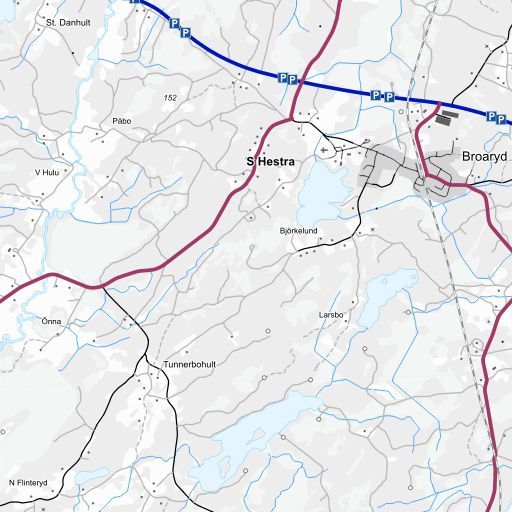 St. Danhult
P
P
P P
P P
P P
152
Påbo
S Hestra
Broaryd
V Hulu
Björkelund
Önna
Larsbo
Tunnerbohult
N Flinteryd